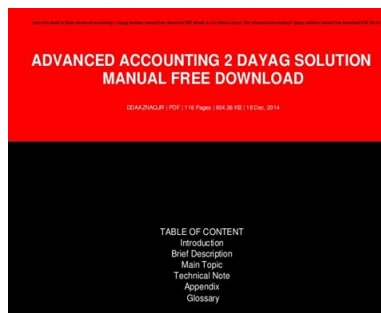 ADVANCED ACCOUNTING 2 DAYAG SOLUTION
MANUAL FREE DOWNLOAD
DDAAZNAQJR | PDF | 116 Pages | 604.36 KB | 18 Dec, 2014
TABLE OF CONTENT
Introduction
Brief Description
Main Topic
Technical Note
Appendix
Glossary